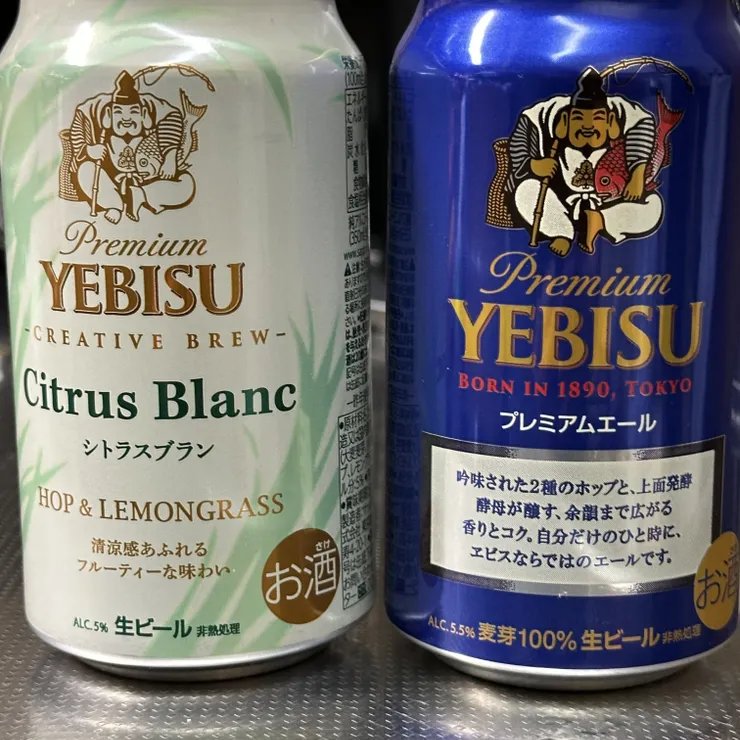 Premium
YEBISU
-CREATIVE BREW-
Citrus Blanc
シトラスブラン
HOP & LEMONGRASS
清涼感あふれる
フルーティーな味わい
さけ
お酒
ALC.5% 生ビール 非熱処理
Premium
YEBISU
BORN IN 1890, TOKYO
プレミアムエール
吟味された2種のホップと、上面発酵
酵母が醸す、余韻まで広がる
香りとコク。自分だけのひと時に、
ヱビスならではのエールです。
さけ
お酒
ALC.5.5% 麦芽100% 生ビール 非熱処理